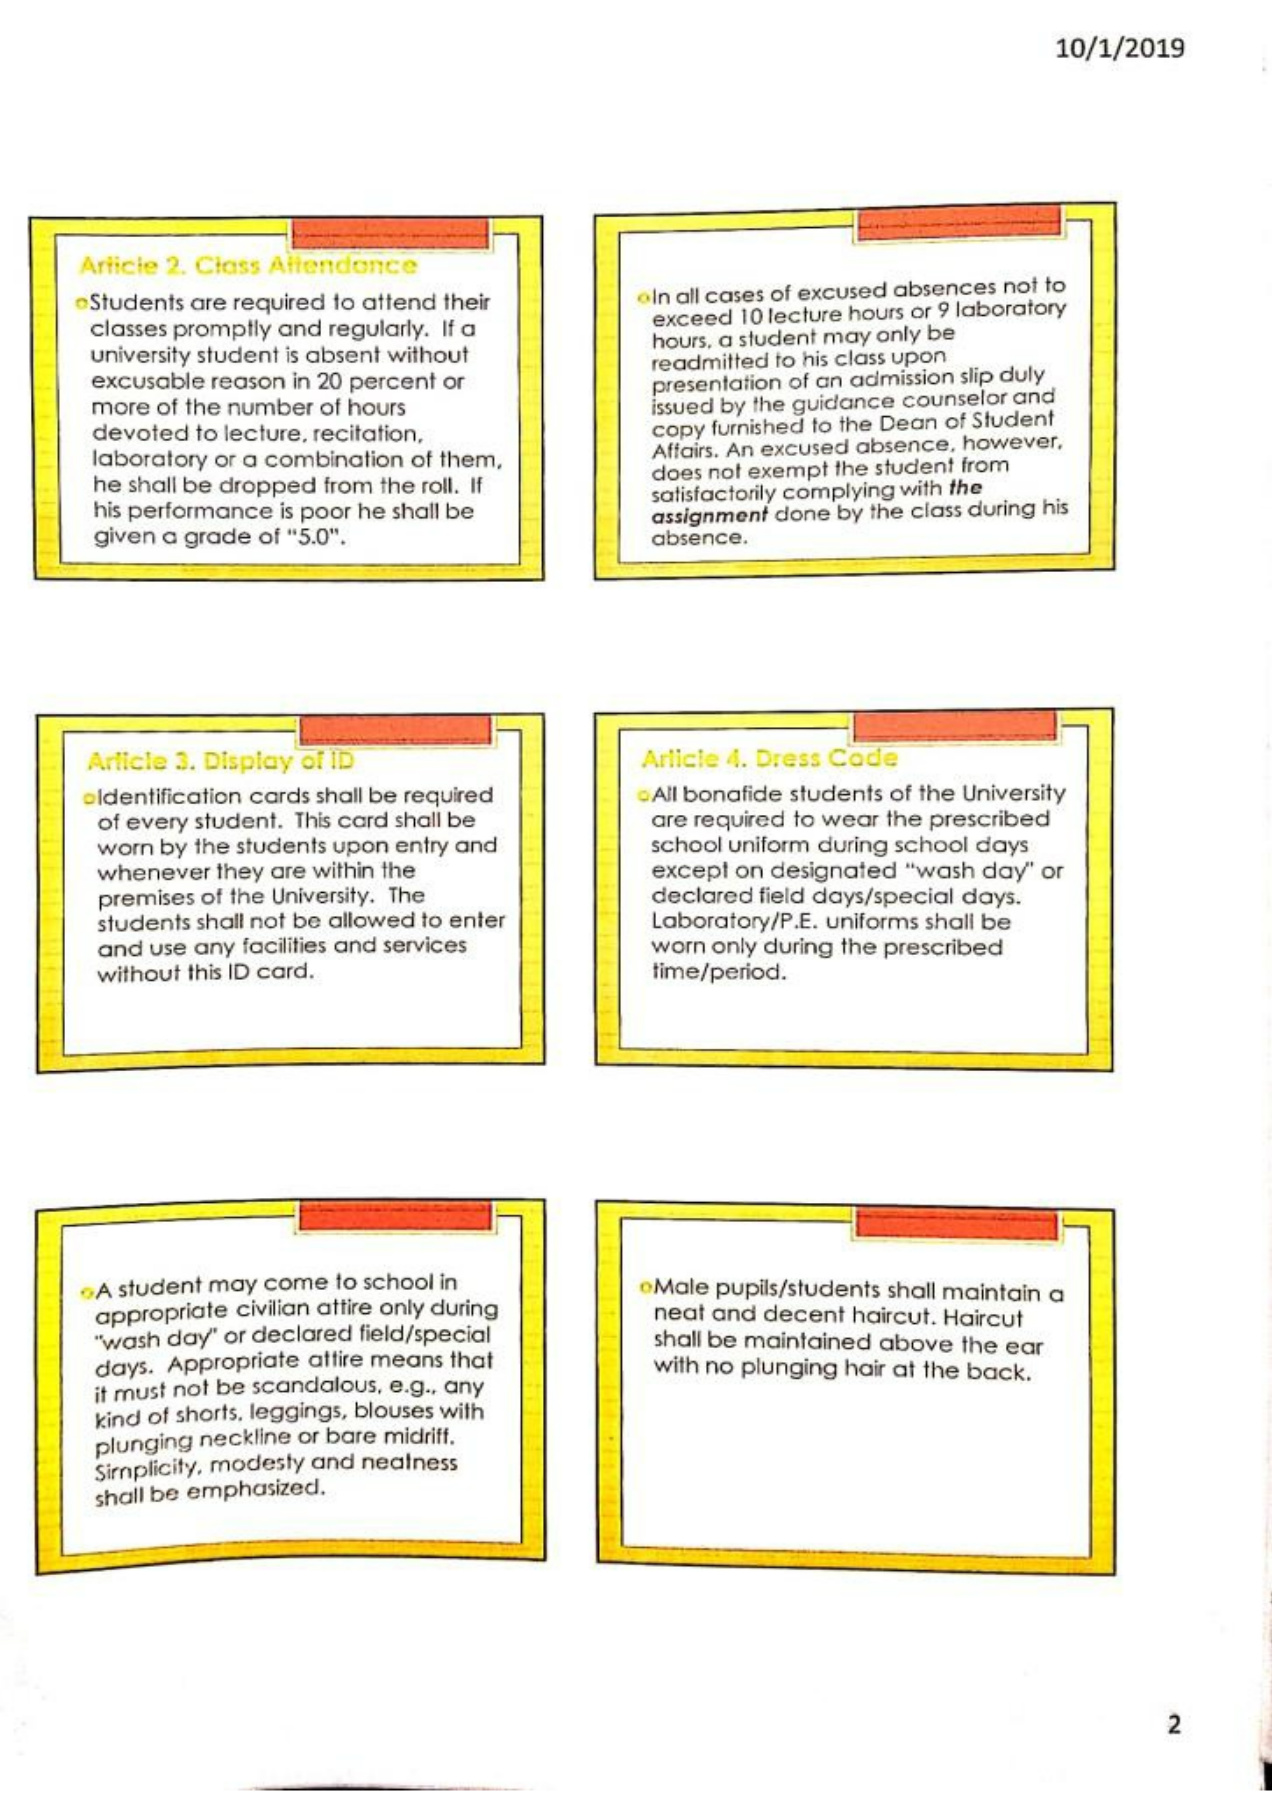 10/1/2019
Article 2. Class Attendance
Students are required to attend their
classes promptly and regularly. If a
university student is absent without
excusable reason in 20 percent or
more of the number of hours
devoted to lecture, recitation,
laboratory or a combination of them,
he shall be dropped from the roll. If
his performance is poor he shall be
given a grade of "5.0".
In all cases of excused absences not to
exceed 10 lecture hours or 9 laboratory
hours, a student may only be
readmitted to his class upon
presentation of an admission slip duly
issued by the guidance counselor and
copy furnished to the Dean of Student
Affairs. An excused absence, however,
does not exempt the student from
satisfactorily complying with the
assignment done by the class during his
absence.
Article 3. Display of ID
Identification cards shall be required
of every student. This card shall be
worn by the students upon entry and
whenever they are within the
premises of the University. The
students shall not be allowed to enter
and use any facilities and services
without this ID card.
Article 4. Dress Code
All bonafide students of the University
are required to wear the prescribed
school uniform during school days
except on designated "wash day" or
declared field days/special days.
Laboratory/P.E. uniforms shall be
worn only during the prescribed
time/period.
A student may come to school in
appropriate civilian attire only during
"wash day" or declared field/special
days. Appropriate attire means that
it must not be scandalous, e.g., any
kind of shorts, leggings, blouses with
plunging neckline or bare midriff.
Simplicity, modesty and neatness
shall be emphasized.
Male pupils/students shall maintain a
neat and decent haircut. Haircut
shall be maintained above the ear
with no plunging hair at the back.
2